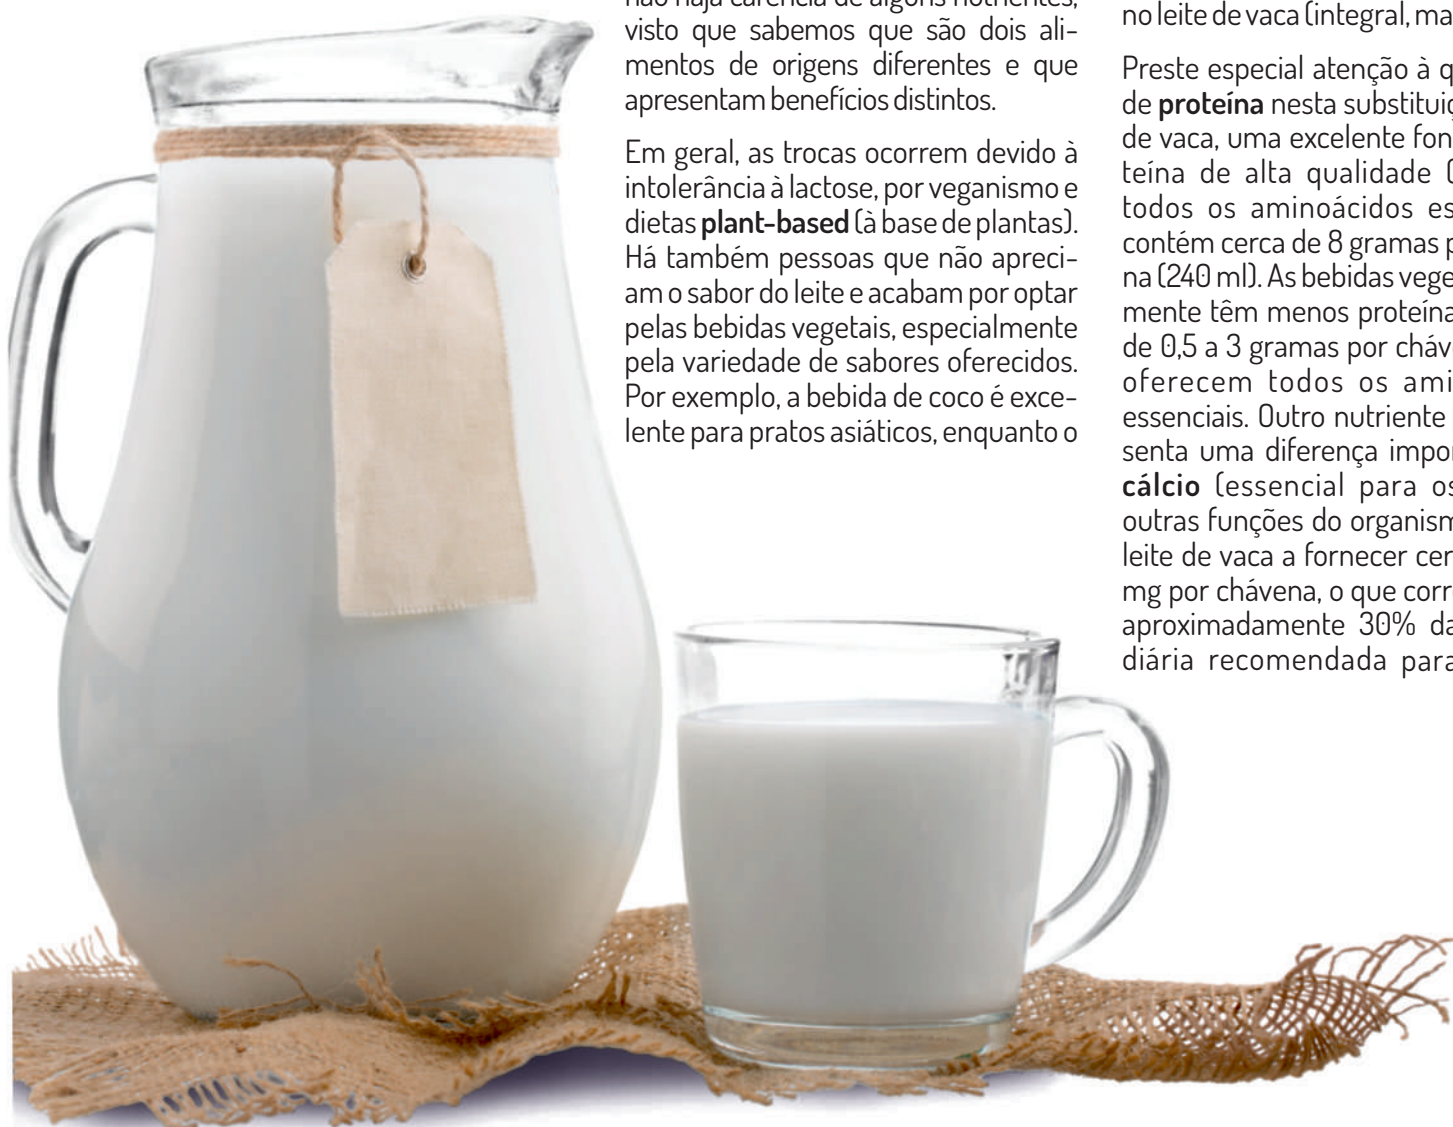 visto que sabemos que são dois ali-
mentos de origens diferentes e que
apresentam benefícios distintos.
Em geral, as trocas ocorrem devido à
intolerância à lactose, por veganismo e
dietas plant-based (à base de plantas).
Há também pessoas que não apreci-
am o sabor do leite e acabam por optar
pelas bebidas vegetais, especialmente
pela variedade de sabores oferecidos.
Por exemplo, a bebida de coco é exce-
lente para pratos asiáticos, enquanto o
no leite de vaca (integral, ma
Preste especial atenção à q
de proteína nesta substituiç
de vaca, uma excelente fon
teína de alta qualidade (
todos os aminoácidos es
contém cerca de 8 gramas p
na (240 ml). As bebidas vege
mente têm menos proteína
de 0,5 a 3 gramas por cháv
oferecem todos os ami
essenciais. Outro nutriente
senta uma diferença impor
cálcio (essencial para os
outras funções do organism
leite de vaca a fornecer cer
mg por chávena, o que corr
aproximadamente 30% da
diária recomendada para